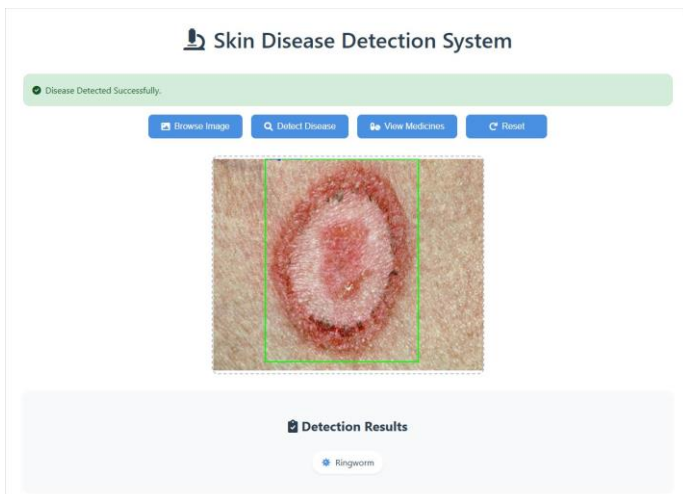 Skin Disease Detection System
Disease Detected Successfully.
Browse Image Detect Disease View Medicines Reset
Detection Results
Ringworm